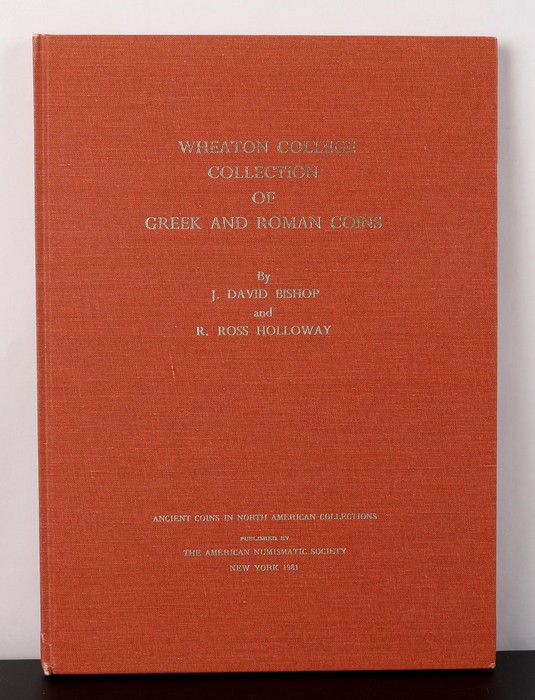 WHEATON COLLEGE
COLLECTION
OF
GREEK AND ROMAN COINS
By
J. DAVID BISHOP
and
R. ROSS HOLLOWAY
ANCIENT COINS IN NORTH AMERICAN COLLECTIONS
PUBLISHED BY
THE AMERICAN NUMISMATIC SOCIETY
NEW YORK 1981